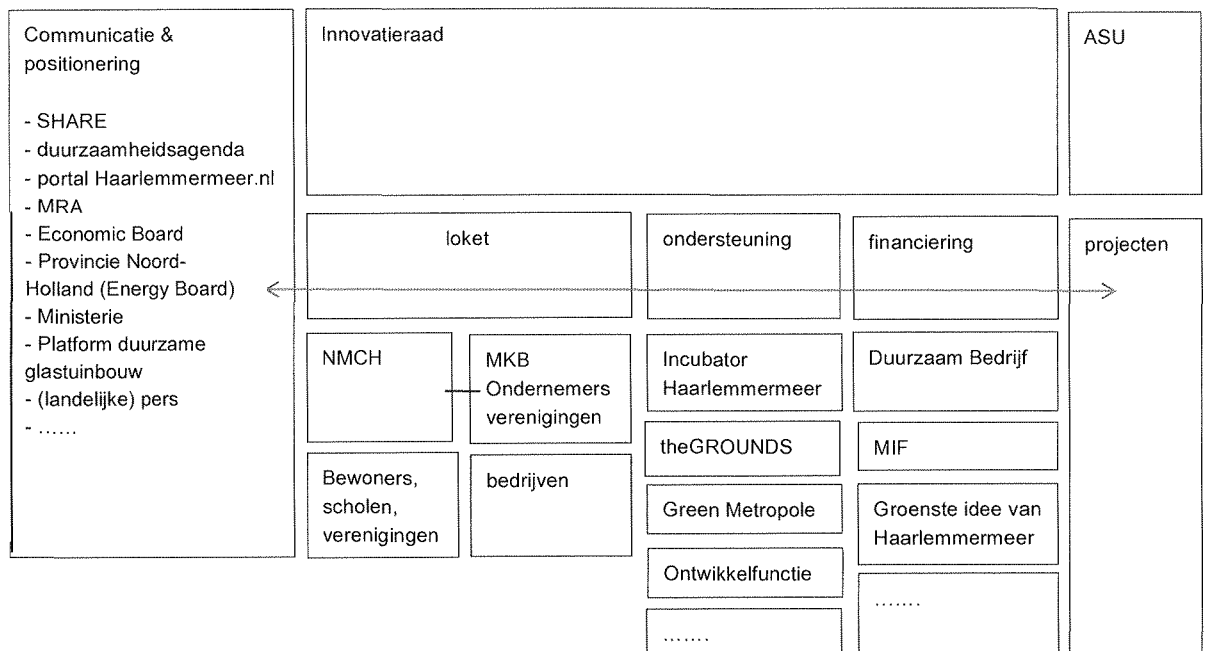 Communicatie &
positionering
- SHARE
- duurzaamheidsagenda
- portal Haarlemmermeer.nl
- MRA
- Economic Board
- Provincie Noord-
Holland (Energy Board)
- Ministerie
- Platform duurzame
glastuinbouw
- (landelijke) pers
- ......
Innovatieraad
ASU
loket
ondersteuning
financiering
projecten
NMCH
MKB
Ondernemers
verenigingen
Bewoners,
scholen,
verenigingen
bedrijven
Incubator
Haarlemmermeer
theGROUNDS
Green Metropole
Ontwikkelfunctie
.......
Duurzaam Bedrijf
MIF
Groenste idee van
Haarlemmermeer
.......